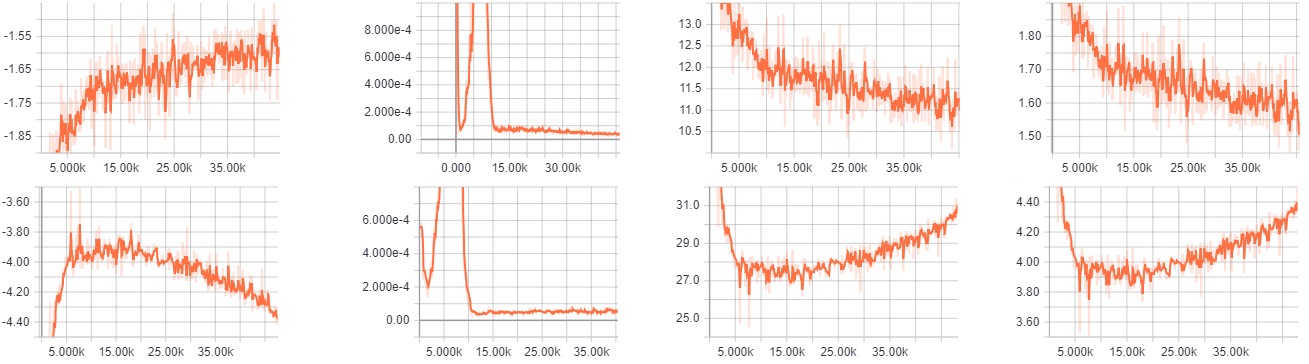 -1.55
-1.65
-1.75
-1.85
5.000k 15.00k 25.00k 35.00k
8.000e-4
6.000e-4
4.000e-4
2.000e-4
0.00
0.000 15.00k 30.00k
13.0
12.5
12.0
11.5
11.0
10.5
5.000k 15.00k 25.00k 35.00k
1.80
1.70
1.60
1.50
5.000k 15.00k 25.00k 35.00k
-3.60
-3.80
-4.00
-4.20
-4.40
5.000k 15.00k 25.00k 35.00k
6.000e-4
4.000e-4
2.000e-4
0.00
5.000k 15.00k 25.00k 35.00k
31.0
29.0
27.0
25.0
5.000k 15.00k 25.00k 35.00k
4.40
4.20
4.00
3.80
3.60
5.000k 15.00k 25.00k 35.00k